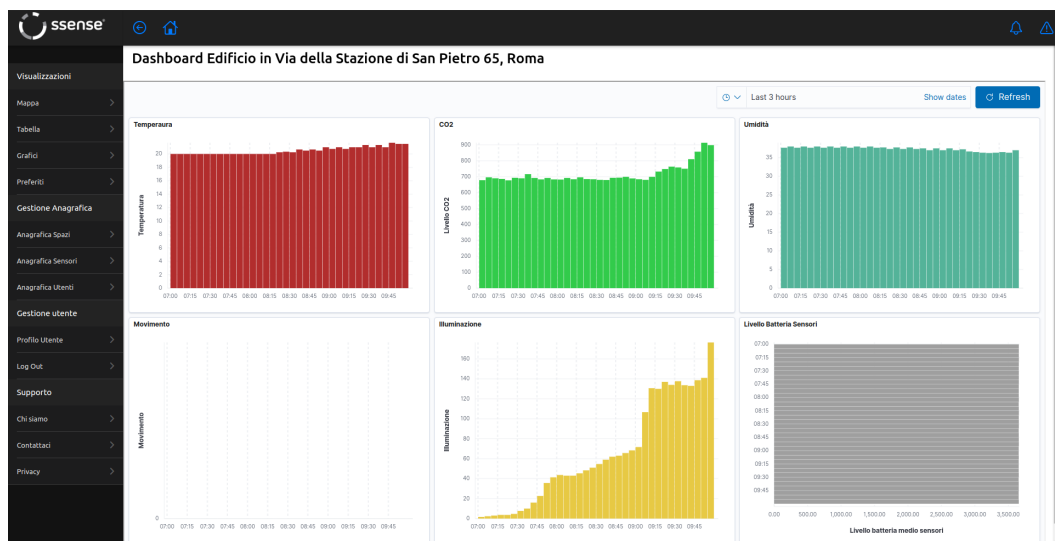 ssense
Dashboard Edificio in Via della Stazione di San Pietro 65, Roma
Visualizzazioni
Mappa
Tabella
Grafici
Preferiti
Gestione Anagrafica
Anagrafica Spazi
Anagrafica Sensori
Anagrafica Utenti
Gestione utente
Profilo Utente
Log Out
Supporto
Chi siamo
Contattaci
Privacy
Last 3 hours Show dates Refresh
Temperaura
Temperatura
20
18
16
14
12
10
8
6
4
2
0
07:00 07:15 07:30 07:45 08:00 08:15 08:30 08:45 09:00 09:15 09:30 09:45
CO2
Livello CO2
900
800
700
600
500
400
300
200
100
0
07:00 07:15 07:30 07:45 08:00 08:15 08:30 08:45 09:00 09:15 09:30 09:45
Umidità
Umidità
35
30
25
20
15
10
5
0
07:00 07:15 07:30 07:45 08:00 08:15 08:30 08:45 09:00 09:15 09:30 09:45
Movimento
Movimento
0
07:00 07:15 07:30 07:45 08:00 08:15 08:30 08:45 09:00 09:15 09:30 09:45
Illuminazione
Illuminazione
160
140
120
100
80
60
40
20
0
07:00 07:15 07:30 07:45 08:00 08:15 08:30 08:45 09:00 09:15 09:30 09:45
Livello Batteria Sensori
07:00
07:15
07:30
07:45
08:00
08:15
08:30
08:45
09:00
09:15
09:30
09:45
0.00 500.00 1,000.00 1,500.00 2,000.00 2,500.00 3,000.00 3,500.00
Livello batteria medio sensori